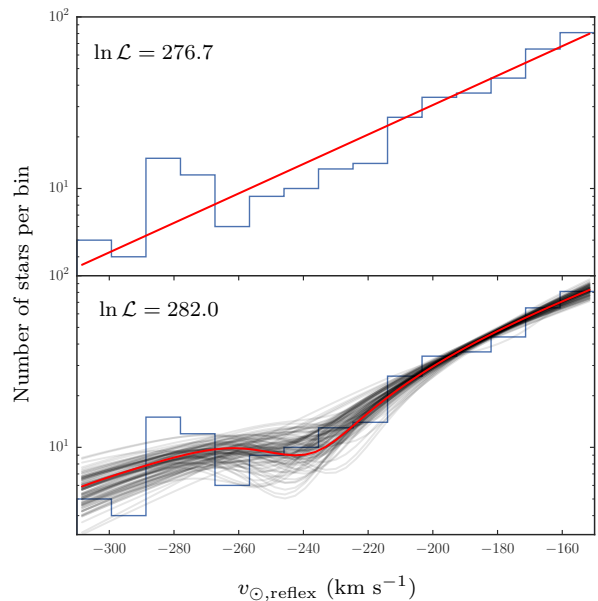 10²
ln ℒ = 276.7
10¹
10²
ln ℒ = 282.0
10¹
Number of stars per bin
−300 −280 −260 −240 −220 −200 −180 −160
v⊙,reflex (km s⁻¹)